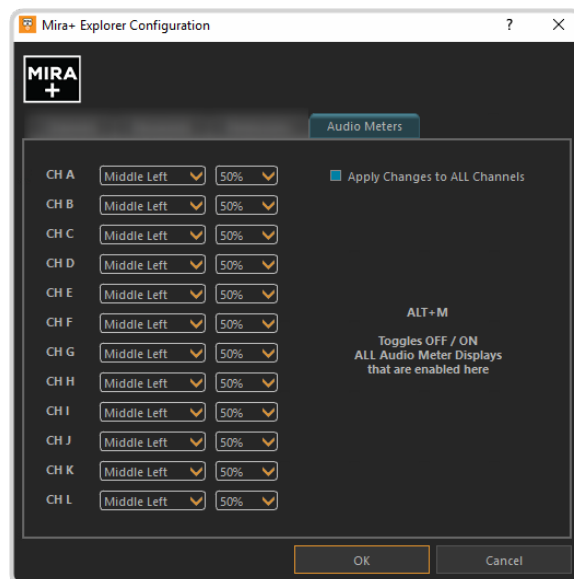 Mira+ Explorer Configuration ? ×
MIRA
+
Audio Meters
CH A Middle Left 50%
CH B Middle Left 50%
CH C Middle Left 50%
CH D Middle Left 50%
CH E Middle Left 50%
CH F Middle Left 50%
CH G Middle Left 50%
CH H Middle Left 50%
CH I Middle Left 50%
CH J Middle Left 50%
CH K Middle Left 50%
CH L Middle Left 50%
Apply Changes to ALL Channels
ALT+M
Toggles OFF / ON
ALL Audio Meter Displays
that are enabled here
OK Cancel